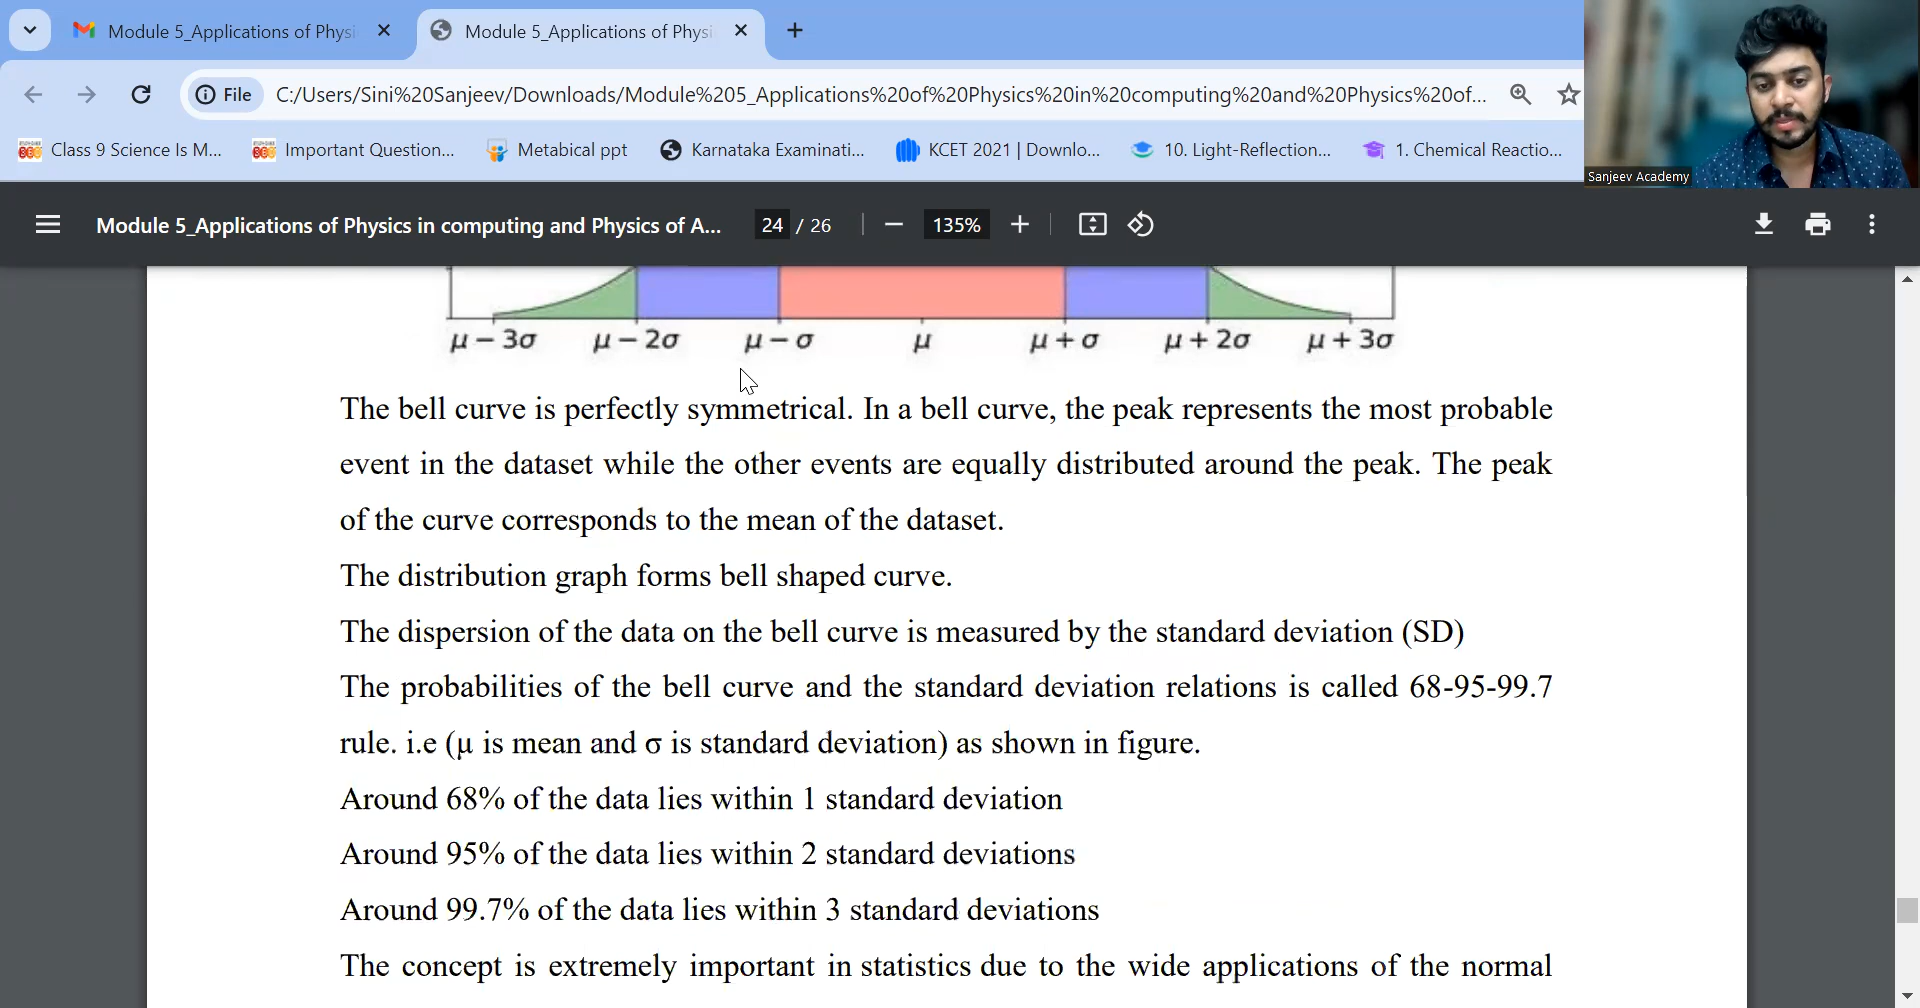 Module 5_Applications of Physi
Module 5_Applications of Physi
File
C:/Users/Sini%20Sanjeev/Downloads/Module%205_Applications%20of%20Physics%20in%20computing%20and%20Physics%20of...
Class 9 Science Is M...
Important Question...
Metabical ppt
Karnataka Examinati...
KCET 2021 | Downlo...
10. Light-Reflection...
1. Chemical Reactio...
Sanjeev Academy
Module 5_Applications of Physics in computing and Physics of A...
24 / 26
135%
μ − 3σ μ − 2σ μ − σ μ μ + σ μ + 2σ μ + 3σ
The bell curve is perfectly symmetrical. In a bell curve, the peak represents the most probable
event in the dataset while the other events are equally distributed around the peak. The peak
of the curve corresponds to the mean of the dataset.
The distribution graph forms bell shaped curve.
The dispersion of the data on the bell curve is measured by the standard deviation (SD)
The probabilities of the bell curve and the standard deviation relations is called 68-95-99.7
rule. i.e (μ is mean and σ is standard deviation) as shown in figure.
Around 68% of the data lies within 1 standard deviation
Around 95% of the data lies within 2 standard deviations
Around 99.7% of the data lies within 3 standard deviations
The concept is extremely important in statistics due to the wide applications of the normal